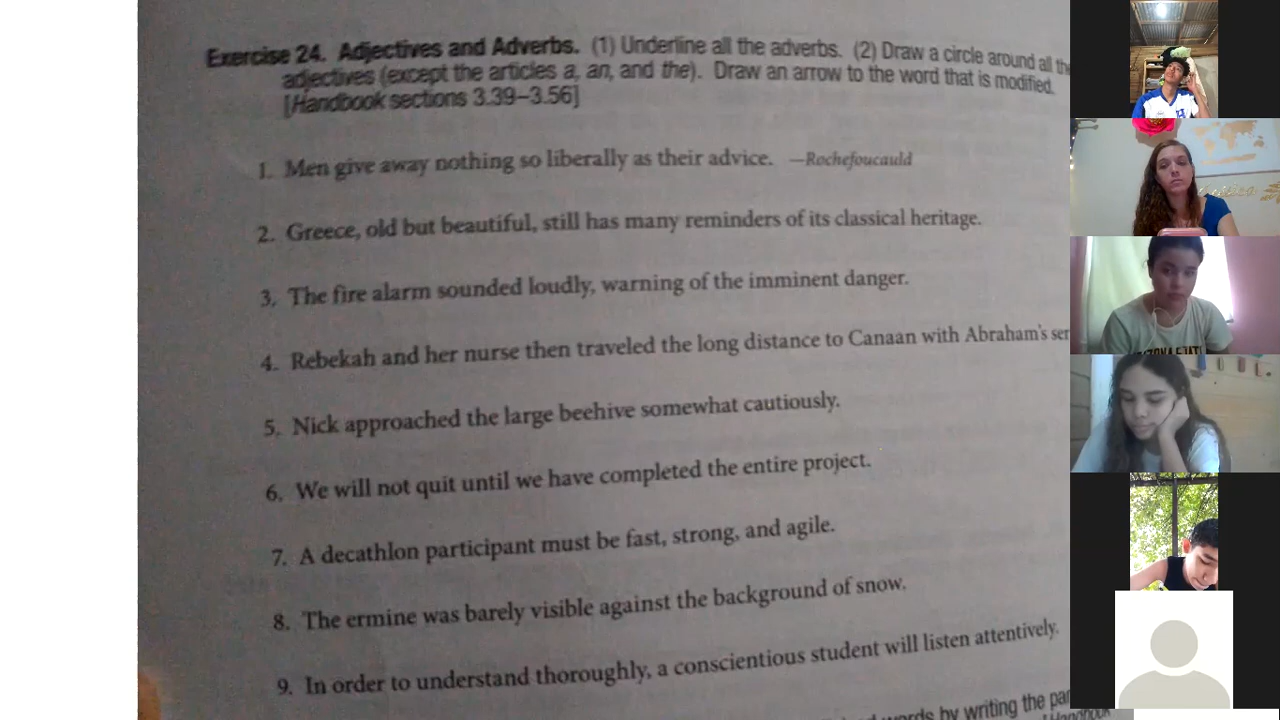 Exercise 24. Adjectives and Adverbs. (1) Underline all the adverbs. (2) Draw a circle around all the
adjectives (except the articles a, an, and the). Draw an arrow to the word that is modified.
[Handbook sections 3.39–3.56]
1. Men give away nothing so liberally as their advice. —Rochefoucauld
2. Greece, old but beautiful, still has many reminders of its classical heritage.
3. The fire alarm sounded loudly, warning of the imminent danger.
4. Rebekah and her nurse then traveled the long distance to Canaan with Abraham's
5. Nick approached the large beehive somewhat cautiously.
6. We will not quit until we have completed the entire project.
7. A decathlon participant must be fast, strong, and agile.
8. The ermine was barely visible against the background of snow.
9. In order to understand thoroughly, a conscientious student will listen attentively.
words by writing the
Handbook